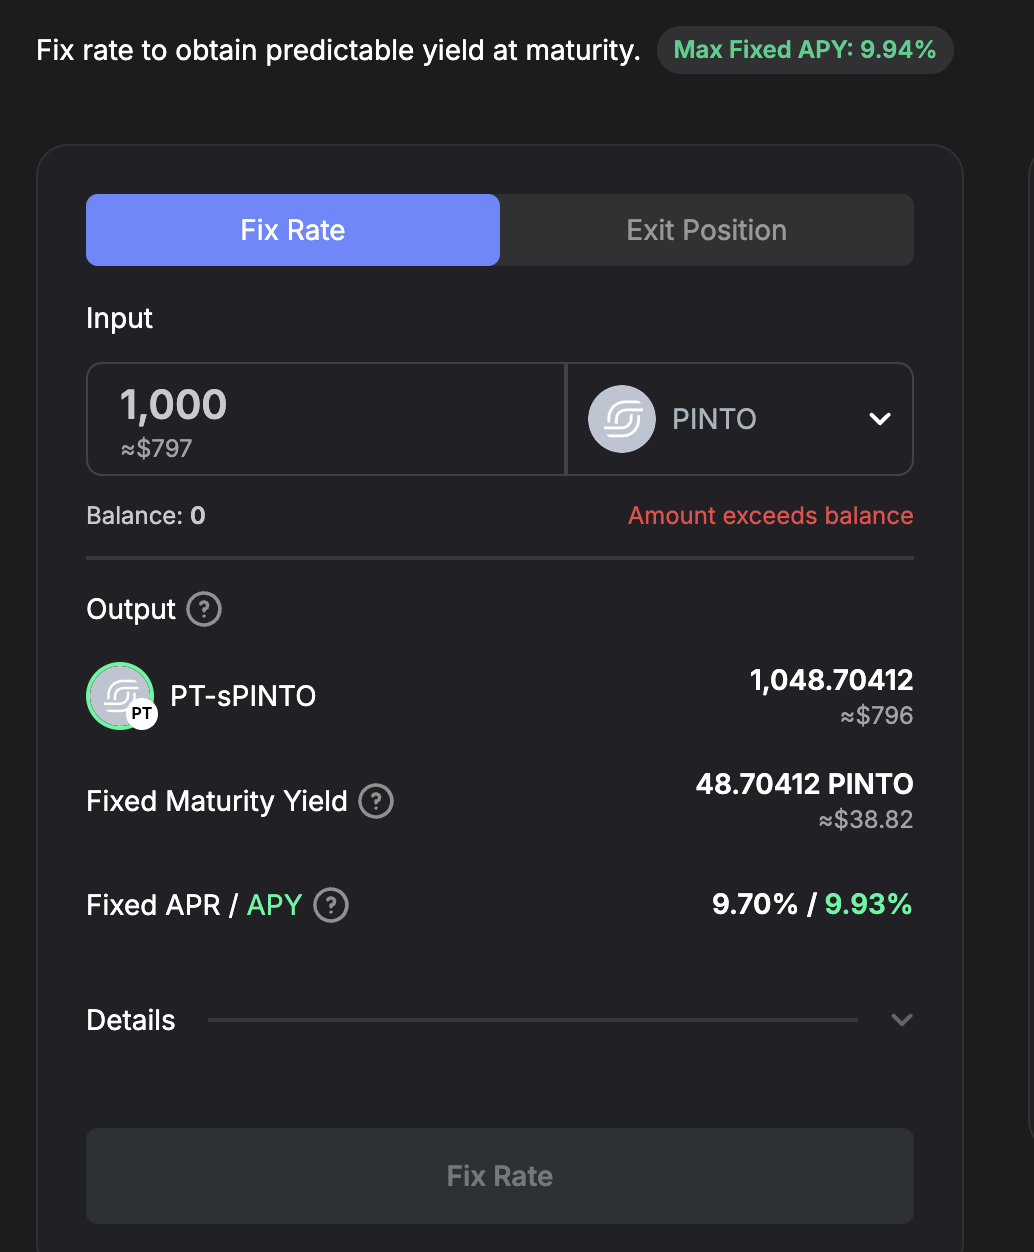 Fix rate to obtain predictable yield at maturity. Max Fixed APY: 9.94%
Fix Rate Exit Position
Input
1,000
≈$797
PINTO
Balance: 0 Amount exceeds balance
Output ?
PT
PT-sPINTO
1,048.70412
≈$796
Fixed Maturity Yield ?
48.70412 PINTO
≈$38.82
Fixed APR / APY ? 9.70% / 9.93%
Details
Fix Rate